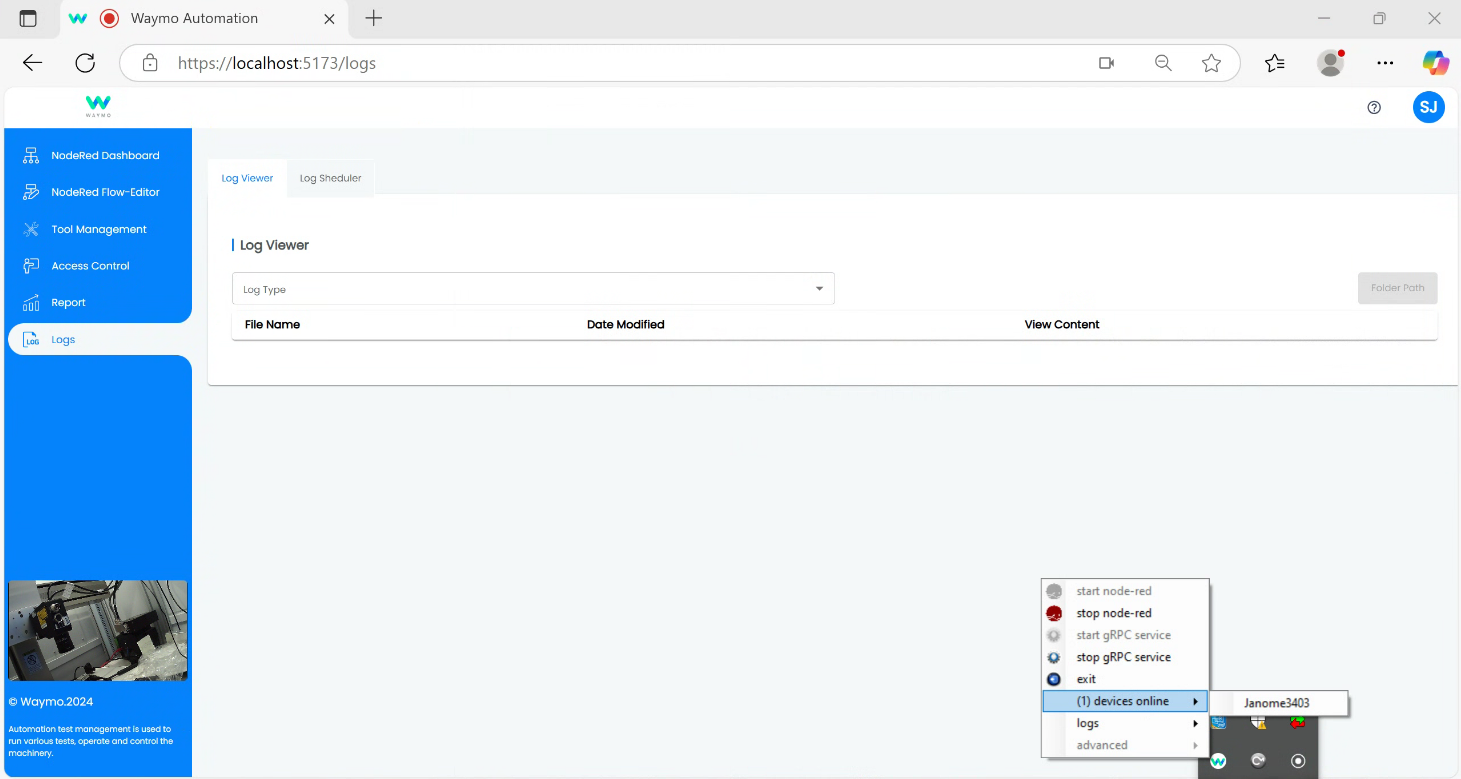 Waymo Automation
https://localhost:5173/logs
WAYMO
SJ
NodeRed Dashboard
NodeRed Flow-Editor
Tool Management
Access Control
Report
LOG Logs
© Waymo.2024
Automation test management is used to
run various tests, operate and control the
machinery.
Log Viewer Log Sheduler
Log Viewer
Log Type
Folder Path
File Name Date Modified View Content
start node-red
stop node-red
start gRPC service
stop gRPC service
exit
(1) devices online
Janome3403
logs
advanced